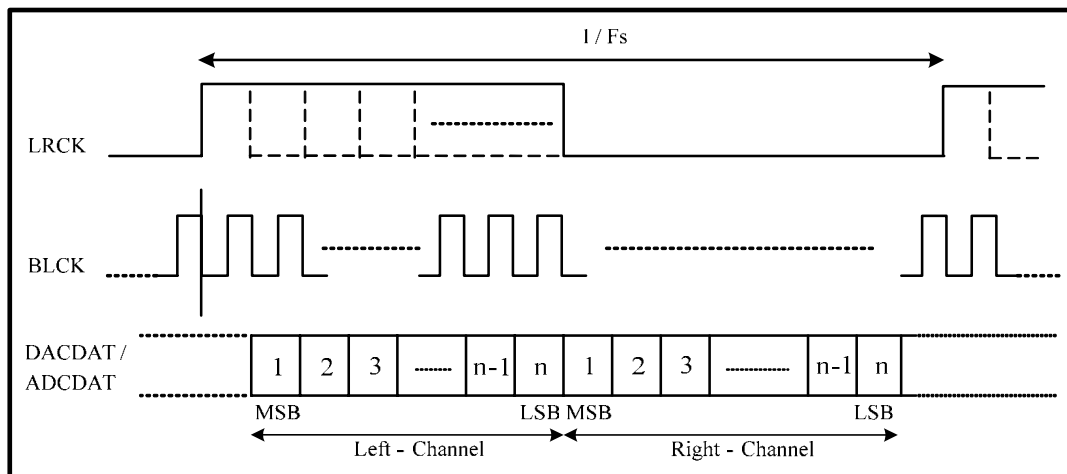 1 / Fs
LRCK
BLCK
DACDAT /
ADCDAT
1 2 3 n-1 n 1 2 3 n-1 n
MSB LSB MSB LSB
Left - Channel Right - Channel